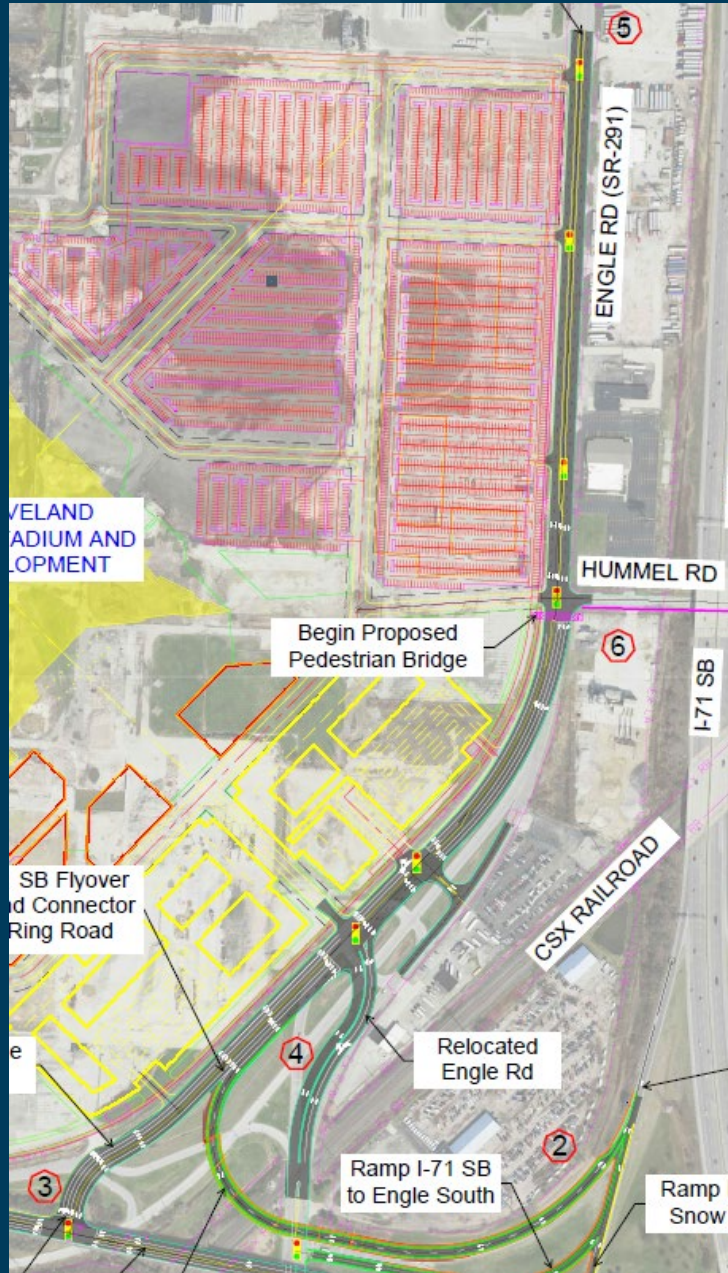 5
ENGLE RD (SR-291)
VELAND
TADIUM AND
LOPMENT
HUMMEL RD
Begin Proposed
Pedestrian Bridge
6
I-71 SB
CSX RAILROAD
SB Flyover
nd Connector
Ring Road
e
4
Relocated
Engle Rd
2
3
Ramp I-71 SB
to Engle South
Ramp
Snow